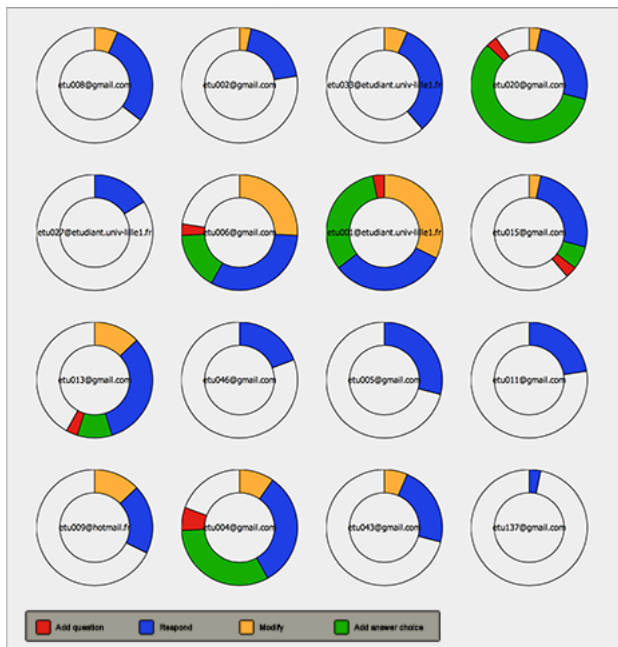 etu008@gmail.com
etu002@gmail.com
etu033@etudiant.univ-lille1.fr
etu020@gmail.com
etu027@etudiant.univ-lille1.fr
etu006@gmail.com
etu001@etudiant.univ-lille1.fr
etu015@gmail.com
etu013@gmail.com
etu046@gmail.com
etu005@gmail.com
etu011@gmail.com
etu009@hotmail.fr
etu004@gmail.com
etu043@gmail.com
etu137@gmail.com
Add question Respond Modify Add answer choice